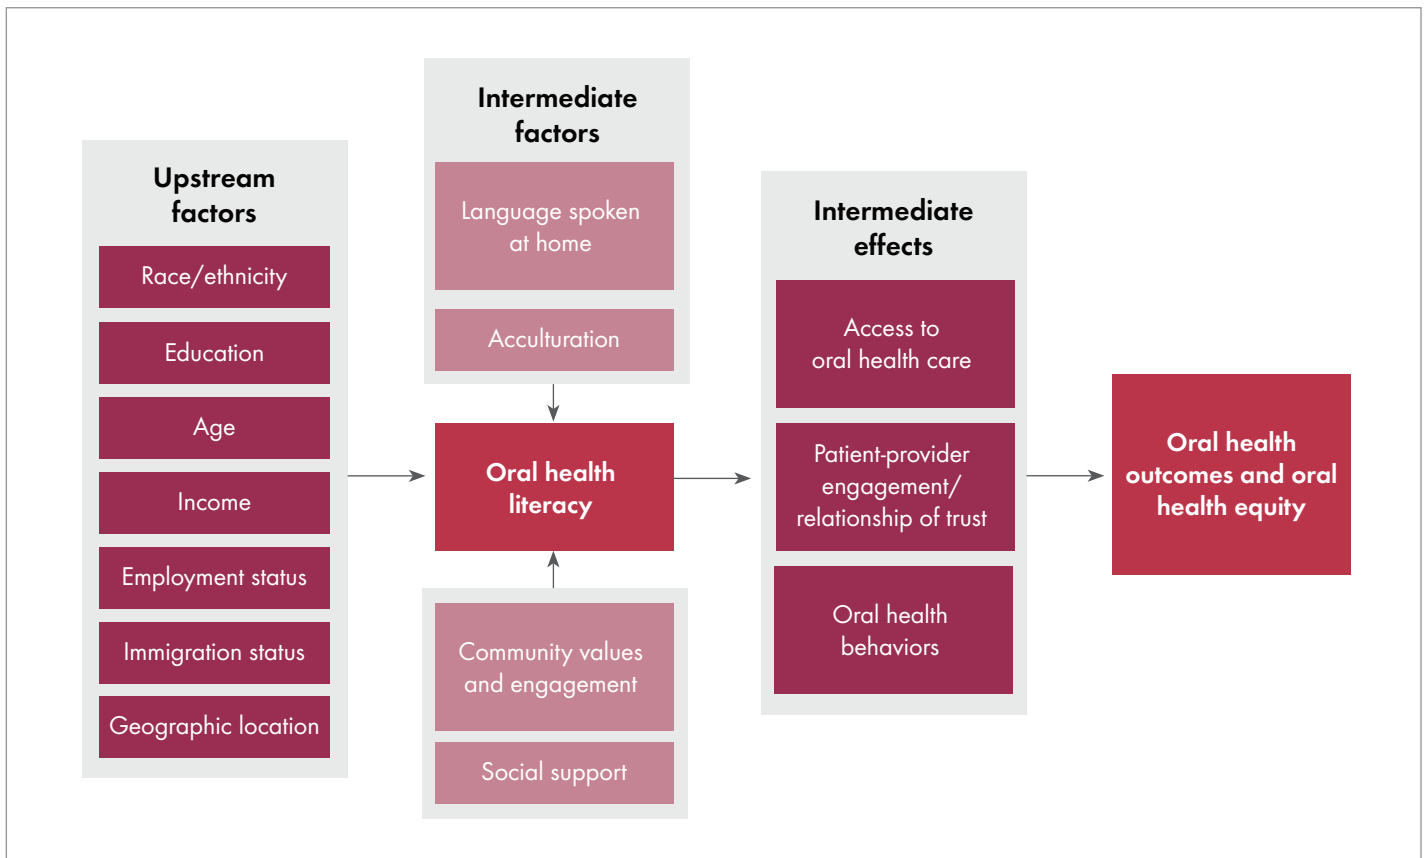 Upstream
factors
Race/ethnicity
Education
Age
Income
Employment status
Immigration status
Geographic location
Intermediate
factors
Language spoken
at home
Acculturation
Oral health
literacy
Community values
and engagement
Social support
Intermediate
effects
Access to
oral health care
Patient-provider
engagement/
relationship of trust
Oral health
behaviors
Oral health
outcomes and oral
health equity